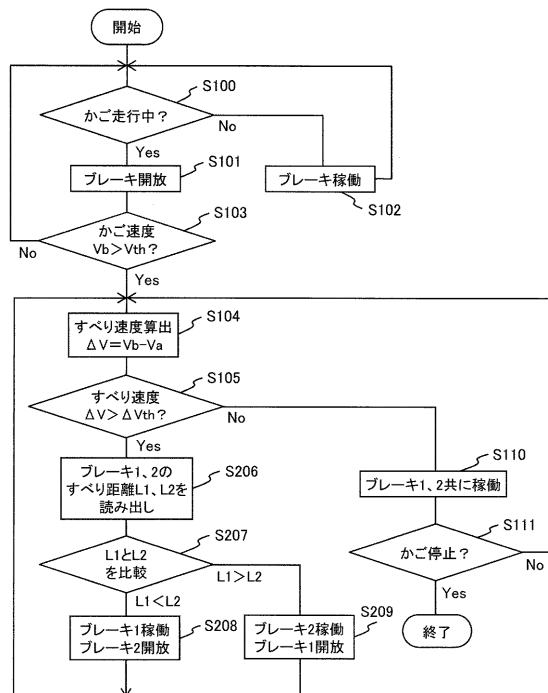 開始
S100
かご走行中？
No
Yes
S101
ブレーキ開放
ブレーキ稼働
S102
S103
かご速度
Vb＞Vth？
No
Yes
S104
すべり速度算出
ΔV＝Vb-Va
S105
すべり速度
ΔV＞ΔVth？
No
Yes
S206
ブレーキ1、2の
すべり距離L1、L2を
読み出し
S110
ブレーキ1、2共に稼働
S207
L1とL2
を比較
L1＞L2
L1＜L2
S111
かご停止？
No
Yes
S208
ブレーキ1稼働
ブレーキ2開放
S209
ブレーキ2稼働
ブレーキ1開放
終了